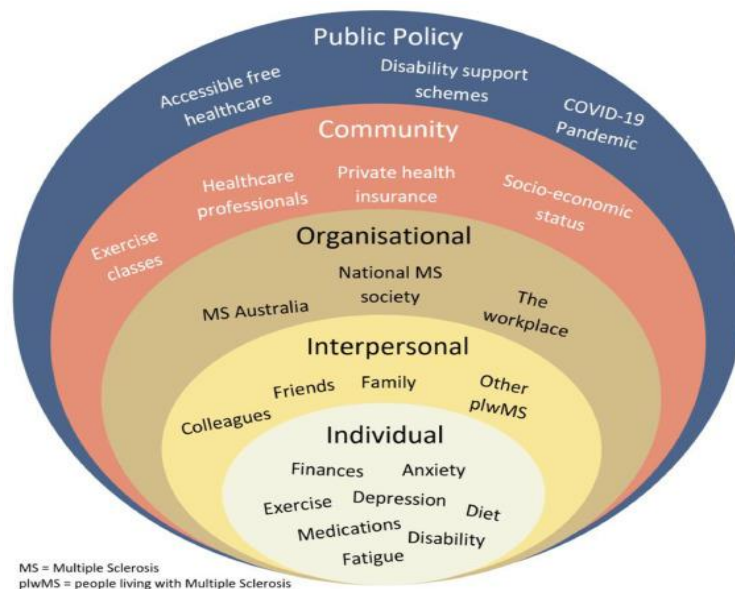 Public Policy
Accessible free
healthcare
Disability support
schemes
COVID-19
Pandemic
Community
Healthcare
professionals
Private health
insurance
Socio-economic
status
Exercise
classes
Organisational
MS Australia
National MS
society
The
workplace
Interpersonal
Colleagues
Friends
Family
Other
plwMS
Individual
Finances
Anxiety
Exercise
Depression
Diet
Medications
Disability
Fatigue
MS = Multiple Sclerosis
plwMS = people living with Multiple Sclerosis